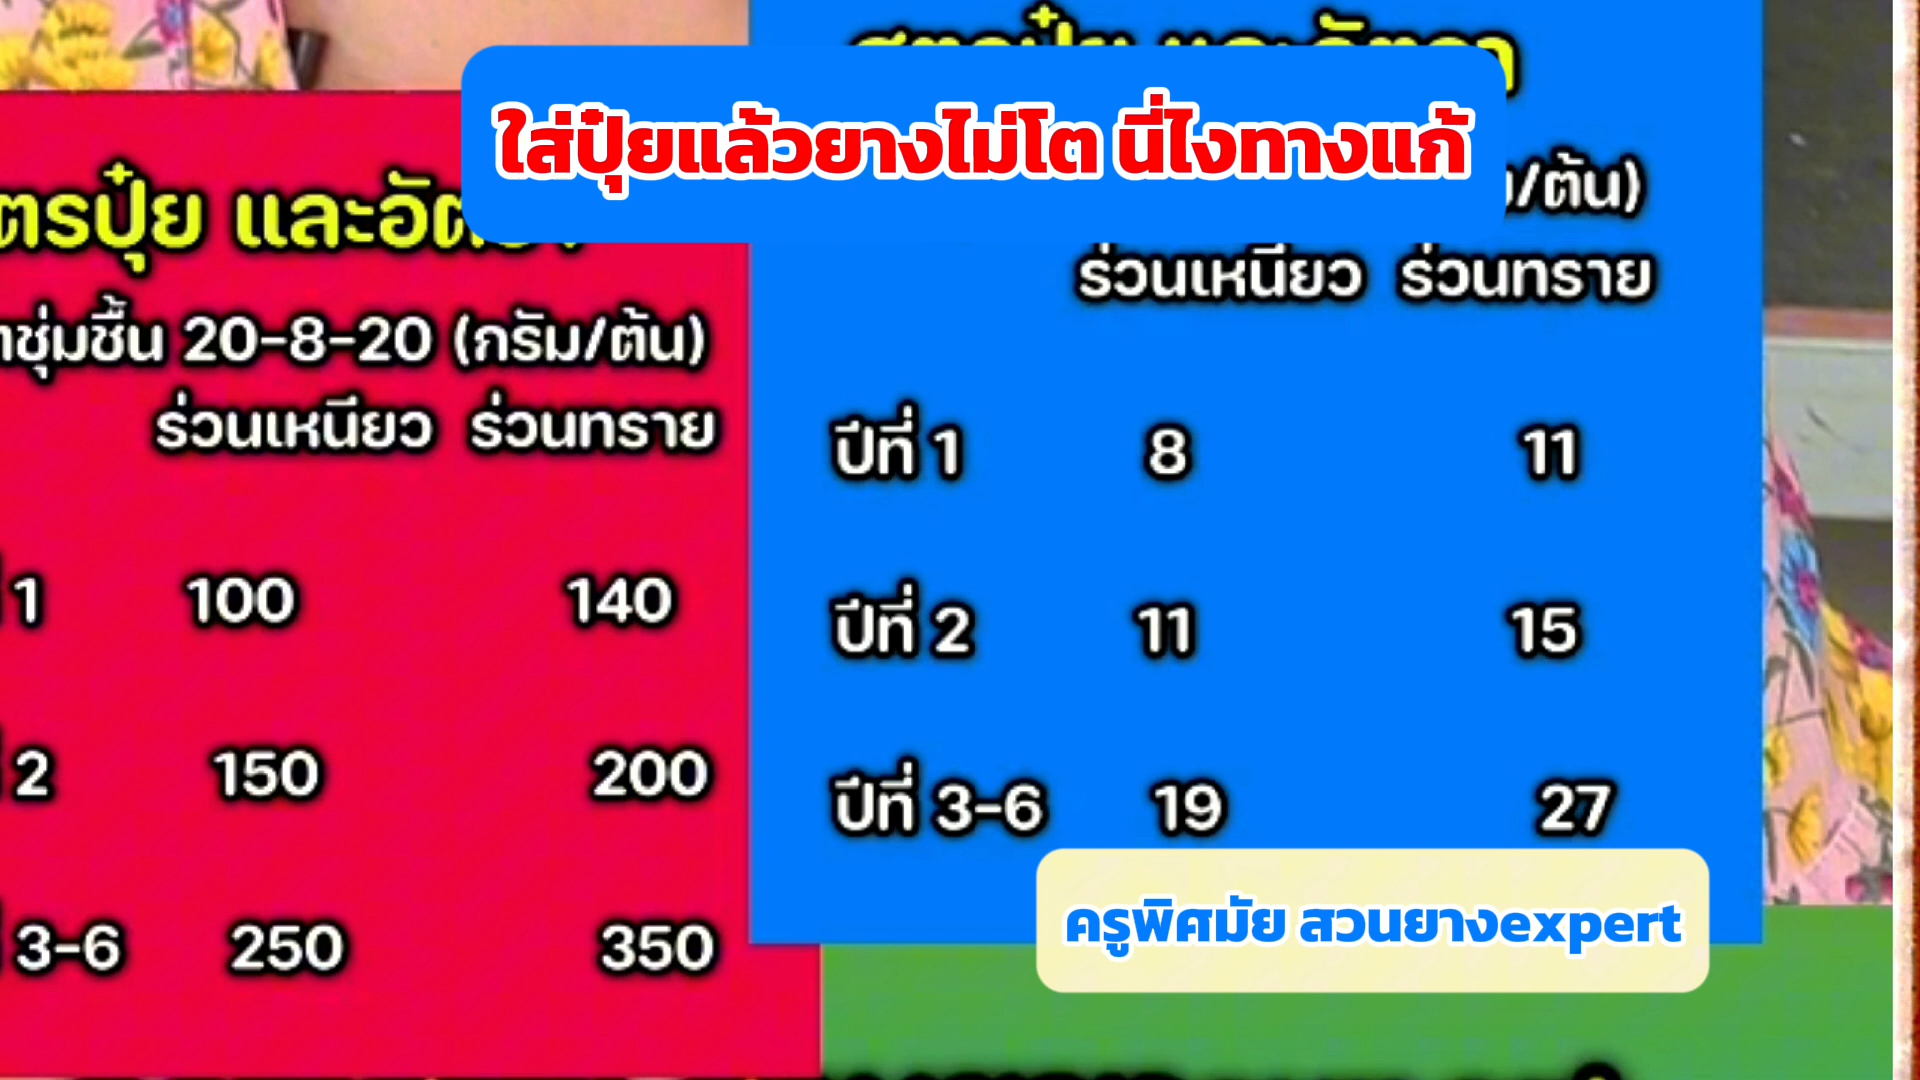 ใส่ปุ๋ยแล้วยางไม่โต นี่ไงทางแก้
ตรปุ๋ย และ
ชุ่มชื้น 20-8-20 (กรัม/ต้น)
ร่วนเหนียว ร่วนทราย
1 100 140
2 150 200
3-6 250 350
/ต้น)
ร่วนเหนียว ร่วนทราย
ปีที่ 1 8 11
ปีที่ 2 11 15
ปีที่ 3-6 19 27
ครูพิศมัย สวนยางexpert